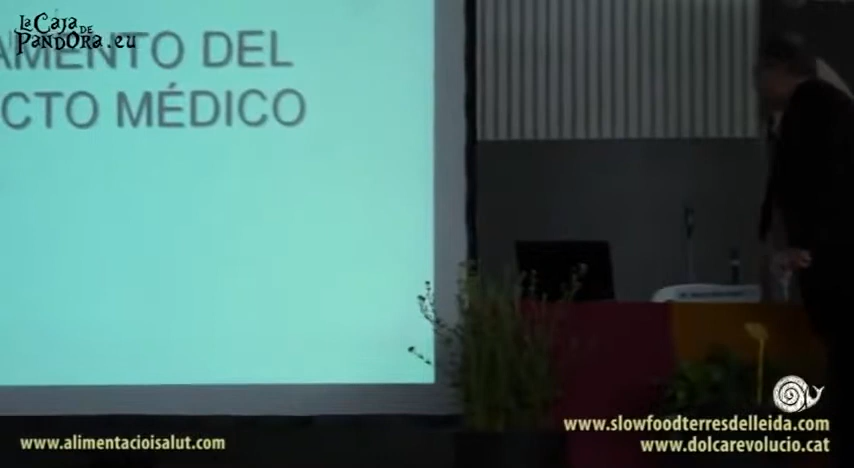 LA CAJA
DE
PANDORA.eu
AMENTO DEL
CTO MÉDICO
www.alimentacioisalut.com
www.slowfoodterresdelleida.com
www.dolcarevolucio.cat